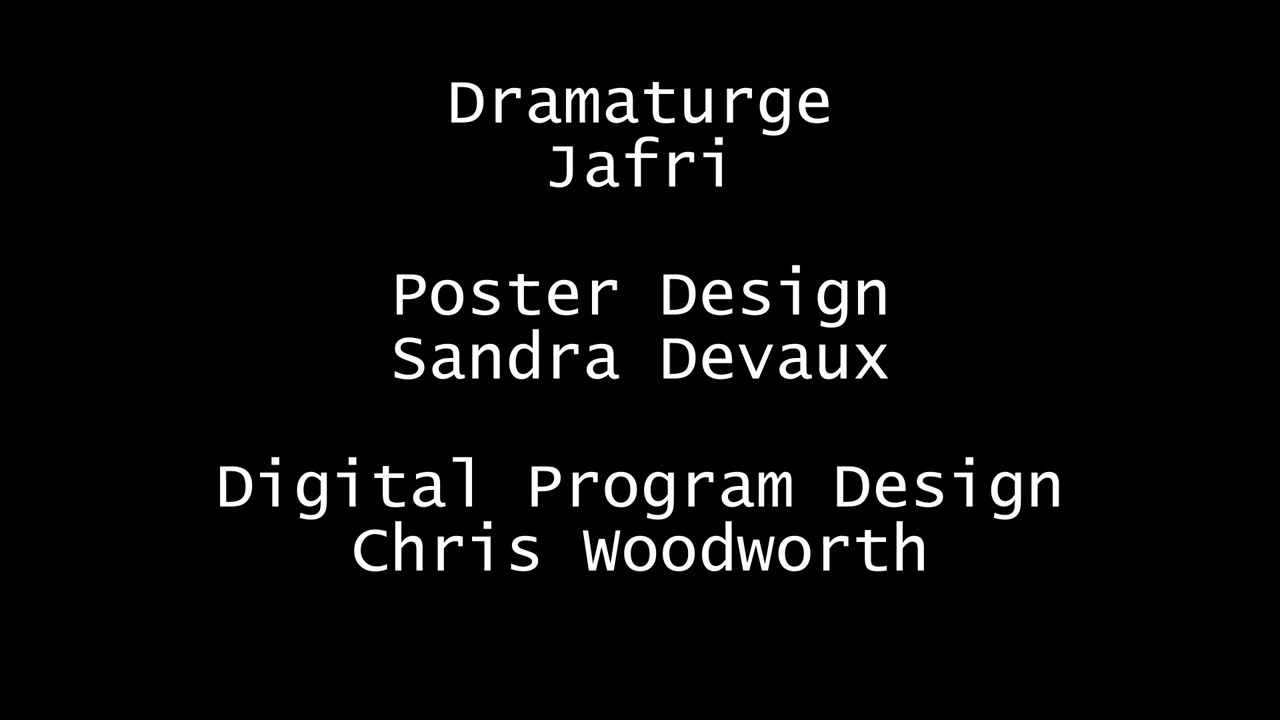 Dramaturge
Jafri
Poster Design
Sandra Devaux
Digital Program Design
Chris Woodworth